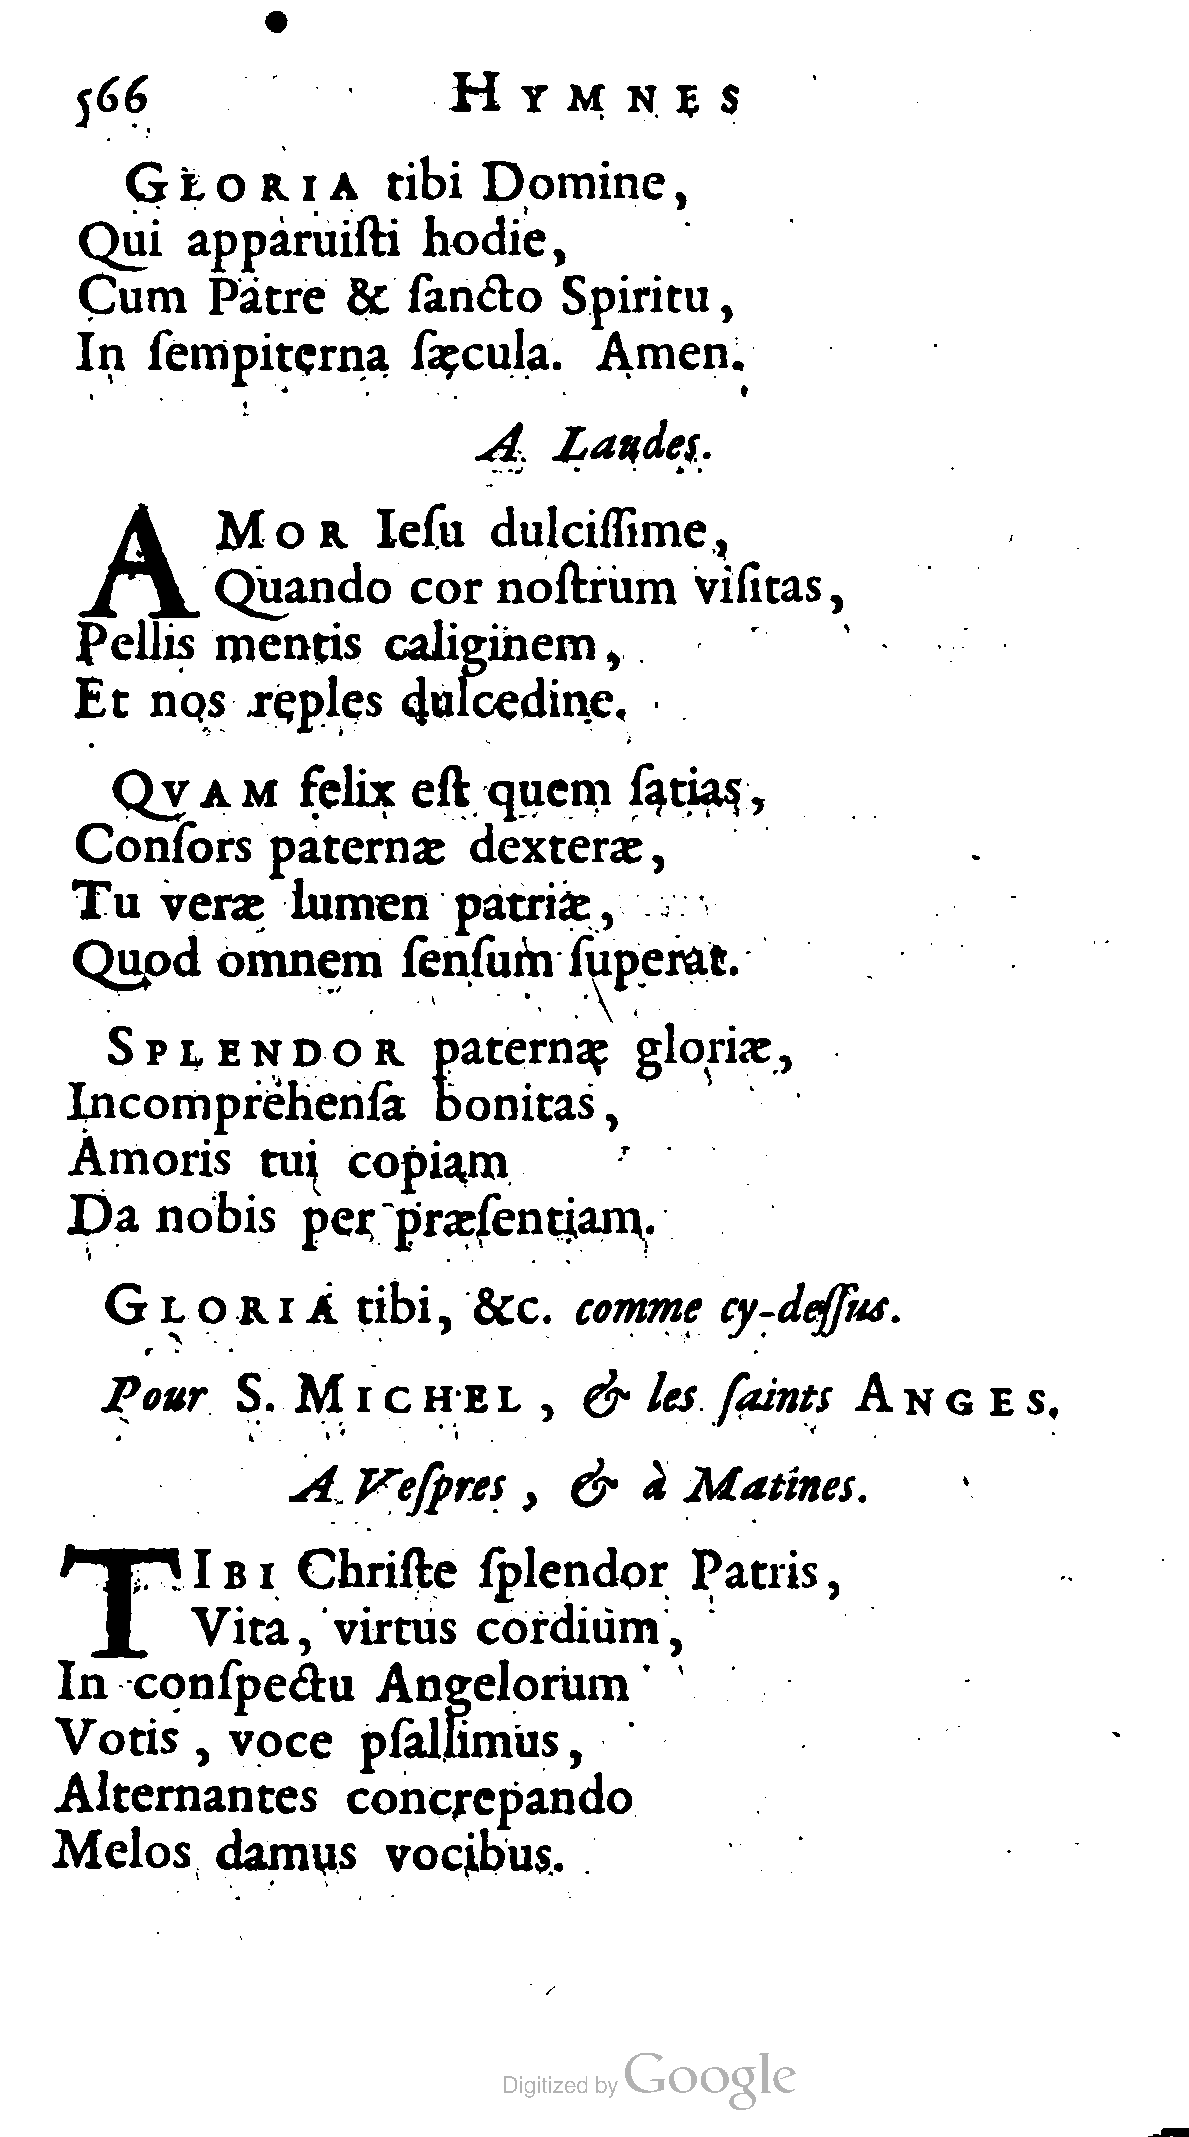 566 HYMNES
GLORIA tibi Domine,
Qui apparuiſti hodie,
Cum Patre & ſancto Spiritu,
In ſempiterna ſæcula. Amen.
A Laudes.
AMOR Ieſu dulciſſime,
Quando cor noſtrum viſitas,
Pellis mentis caliginem,
Et nos reples dulcedine.
QVAM felix eſt quem ſatias,
Conſors paternæ dexteræ,
Tu veræ lumen patriæ,
Quod omnem ſenſum ſuperat.
SPLENDOR paternæ gloriæ,
Incomprehenſa bonitas,
Amoris tui copiam
Da nobis per præſentiam.
GLORIA tibi, &c. comme cy-deſſus.
Pour S. MICHEL, & les ſaints ANGES.
A Veſpres, & à Matines.
TIBI Chriſte ſplendor Patris,
Vita, virtus cordium,
In conſpectu Angelorum
Votis, voce pſallimus,
Alternantes concrepando
Melos damus vocibus.
Digitized by Google